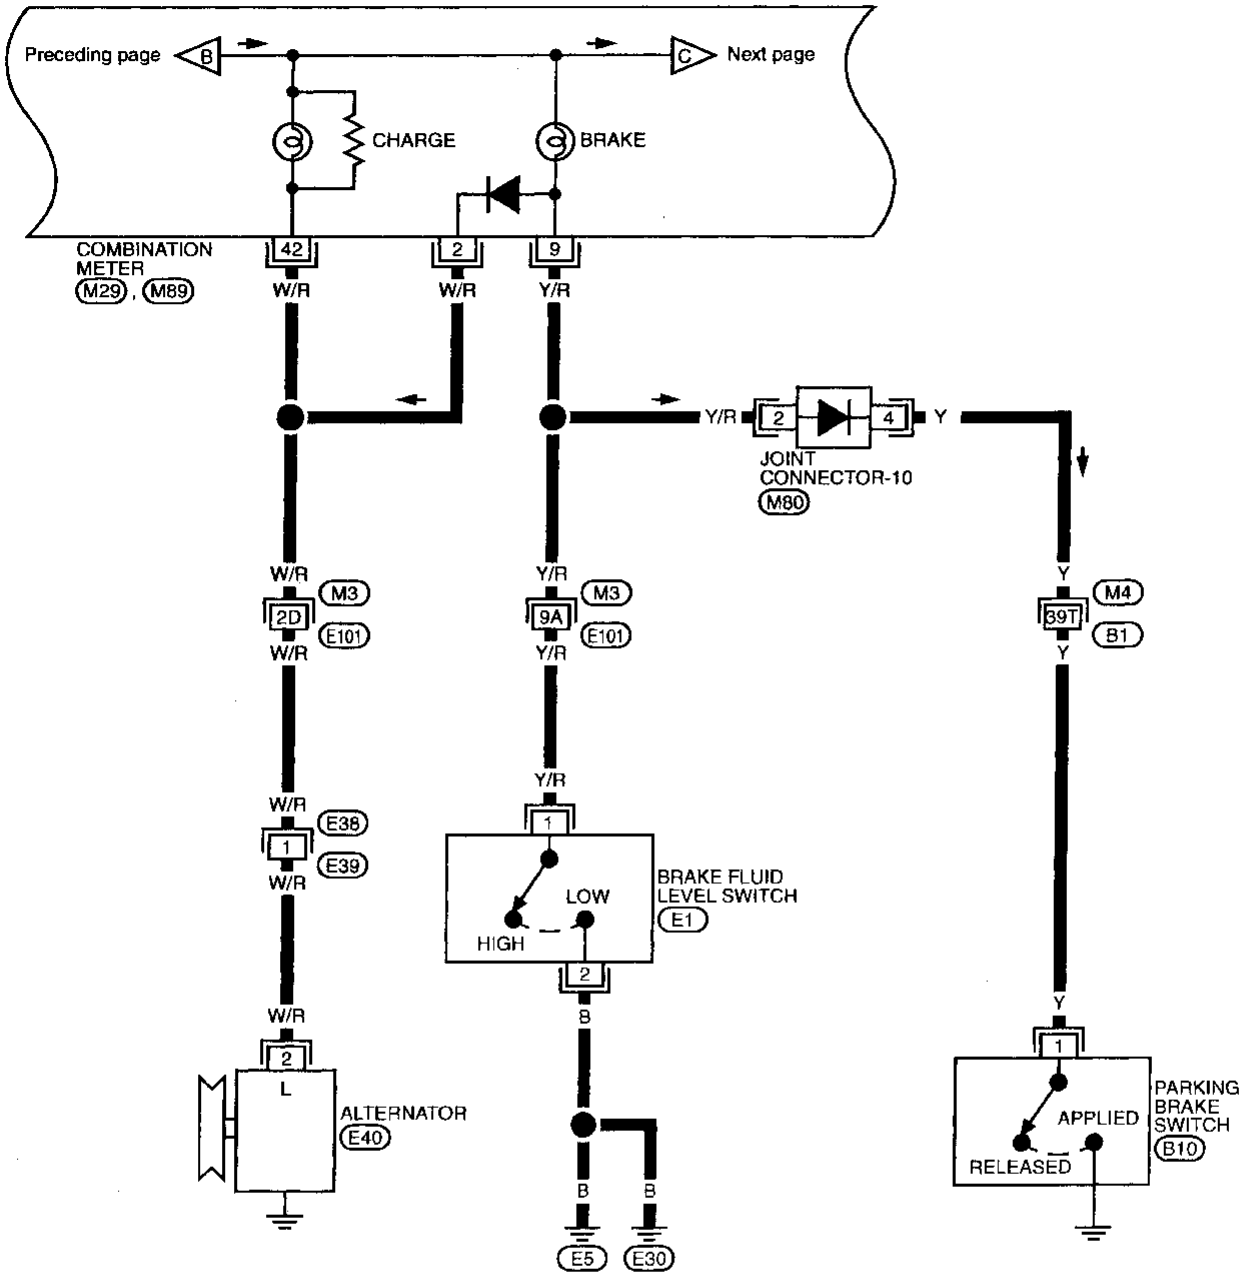 Preceding page
B
C
Next page
CHARGE
BRAKE
COMBINATION
METER
M29 , M89
42
2
9
W/R
W/R
Y/R
Y/R
2
4
Y
JOINT
CONNECTOR-10
M80
W/R
Y/R
Y
2D
M3
E101
9A
M3
E101
39T
M4
B1
W/R
Y/R
Y
W/R
Y/R
1
E38
E39
W/R
1
BRAKE FLUID
LEVEL SWITCH
E1
LOW
HIGH
2
W/R
B
Y
2
L
ALTERNATOR
E40
1
PARKING
BRAKE
SWITCH
B10
APPLIED
RELEASED
B
B
E5
E30